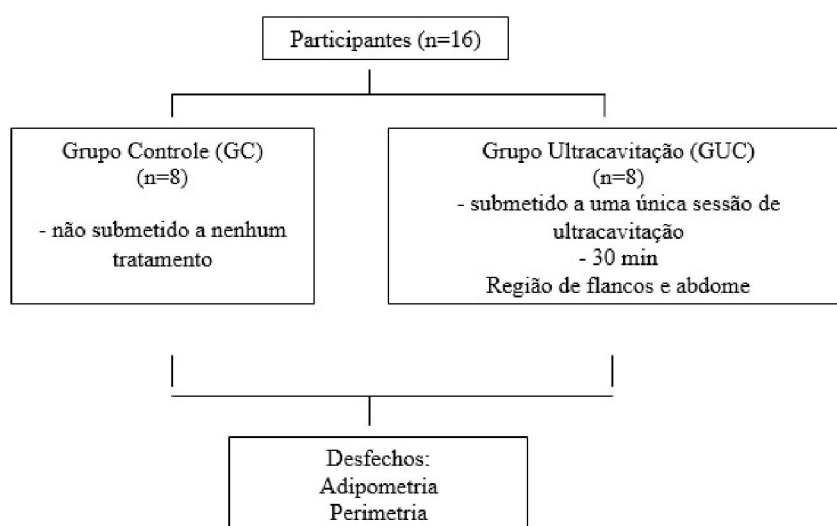 Participantes (n=16)
Grupo Controle (GC)
(n=8)
- não submetido a nenhum
tratamento
Grupo Ultracavitação (GUC)
(n=8)
- submetido a uma única sessão de
ultracavitação
- 30 min
Região de flancos e abdome
Desfechos:
Adipometria
Perimetria